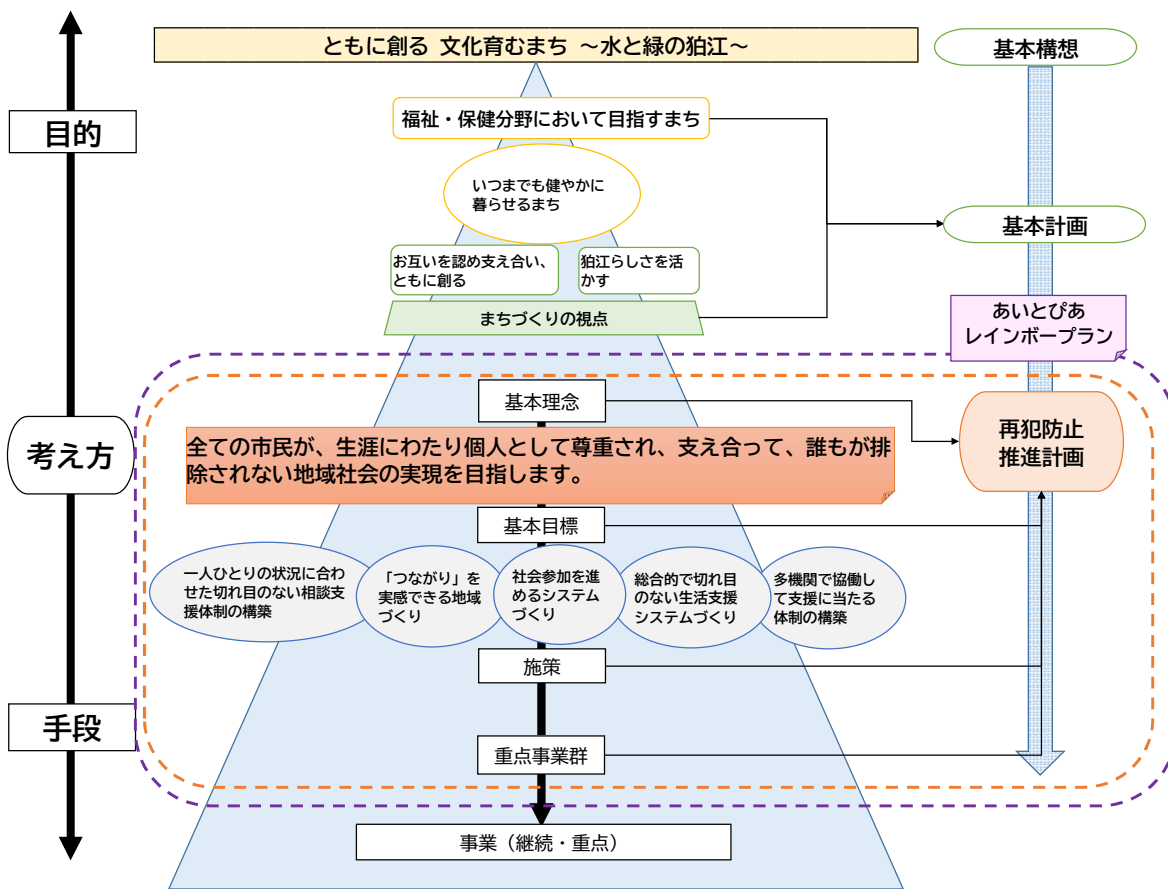 ともに創る 文化育むまち ～水と緑の狛江～
基本構想
目的
福祉・保健分野において目指すまち
いつまでも健やかに
暮らせるまち
基本計画
お互いを認め支え合い、
ともに創る
狛江らしさを活
かす
まちづくりの視点
あいとぴあ
レインボープラン
考え方
基本理念
再犯防止
推進計画
全ての市民が、生涯にわたり個人として尊重され、支え合って、誰もが排
除されない地域社会の実現を目指します。
基本目標
一人ひとりの状況に合わ
せた切れ目のない相談支
援体制の構築
「つながり」を
実感できる地域
づくり
社会参加を進
めるシステム
づくり
総合的で切れ目
のない生活支援
システムづくり
多機関で協働し
て支援に当たる
体制の構築
施策
手段
重点事業群
事業（継続・重点）